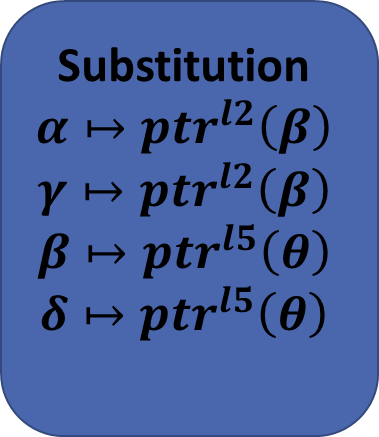 Substitution
α ↦ ptr^l2(β)
γ ↦ ptr^l2(β)
β ↦ ptr^l5(θ)
δ ↦ ptr^l5(θ)